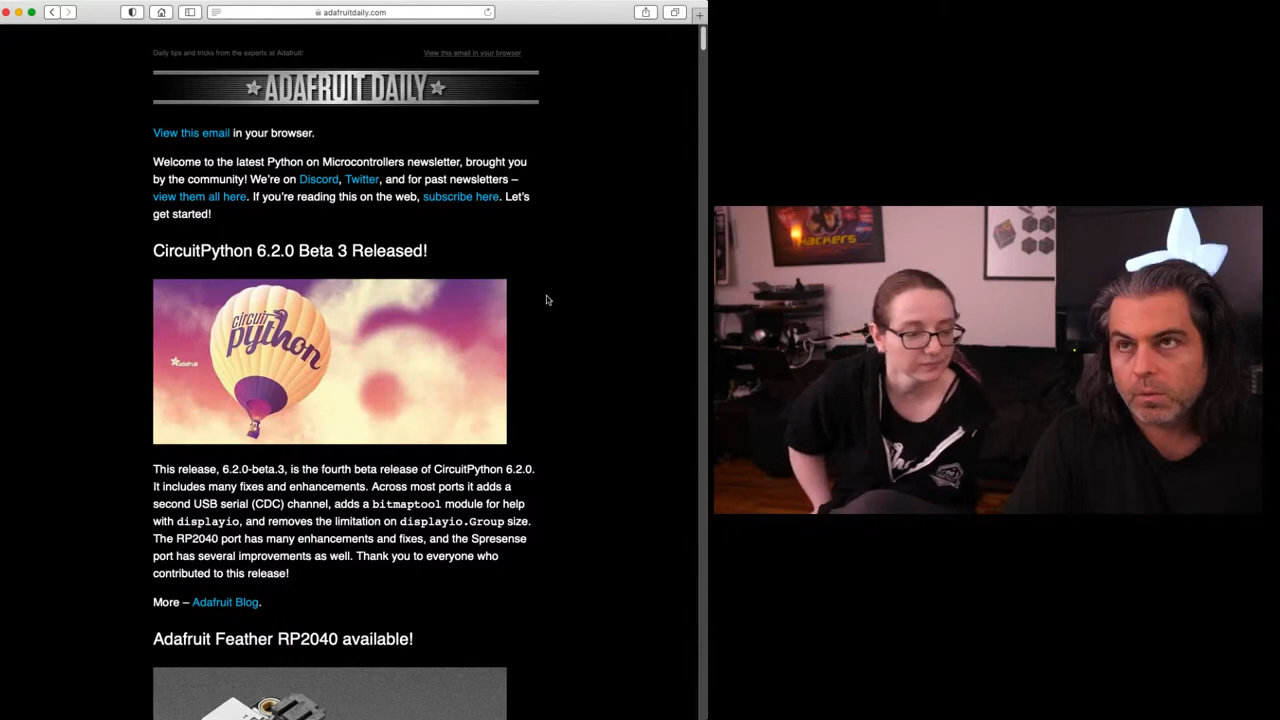 adafruitdaily.com
Daily tips and tricks from the experts at Adafruit!
View this email in your browser
ADAFRUIT DAILY
View this email in your browser.
Welcome to the latest Python on Microcontrollers newsletter, brought you
by the community! We're on Discord, Twitter, and for past newsletters –
view them all here. If you're reading this on the web, subscribe here. Let's
get started!
CircuitPython 6.2.0 Beta 3 Released!
circuit
python
adafruit
This release, 6.2.0-beta.3, is the fourth beta release of CircuitPython 6.2.0.
It includes many fixes and enhancements. Across most ports it adds a
second USB serial (CDC) channel, adds a bitmaptool module for help
with displayio, and removes the limitation on displayio.Group size.
The RP2040 port has many enhancements and fixes, and the Spresense
port has several improvements as well. Thank you to everyone who
contributed to this release!
More – Adafruit Blog.
Adafruit Feather RP2040 available!
HACKERS